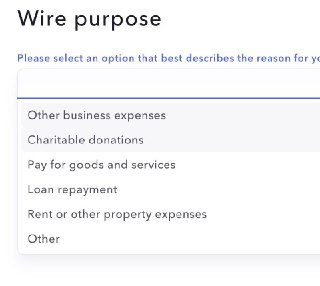 Wire purpose
Please select an option that best describes the reason for
Other business expenses
Charitable donations
Pay for goods and services
Loan repayment
Rent or other property expenses
Other